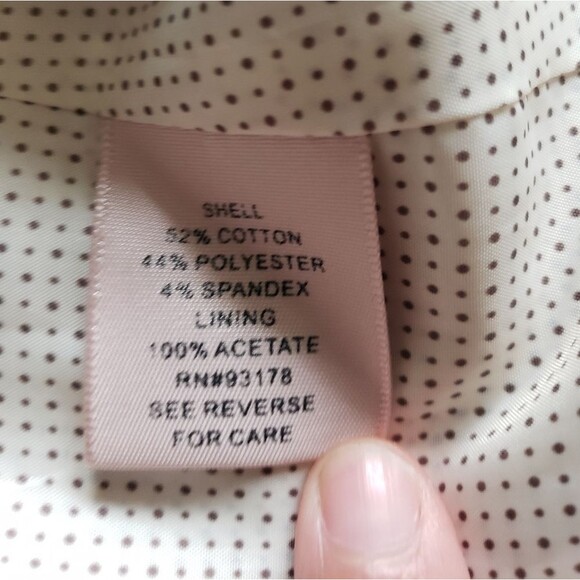 SHELL
52% COTTON
44% POLYESTER
4% SPANDEX
LINING
100% ACETATE
RN#93178
SEE REVERSE
FOR CARE